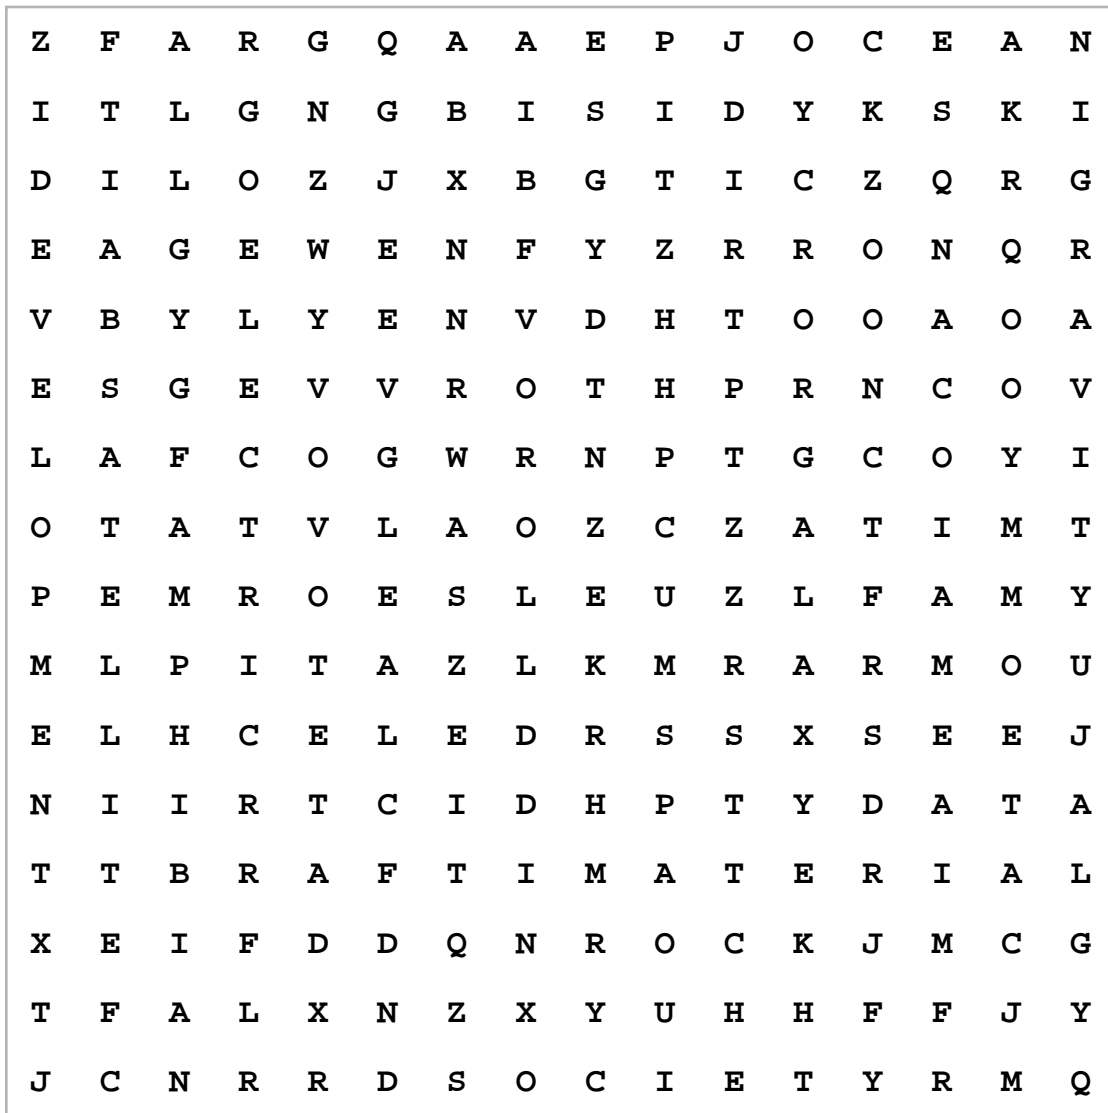 Z F A R G Q A A E P J O C E A N
I T L G N G B I S I D Y K S K I
D I L O Z J X B G T I C Z Q R G
E A G E W E N F Y Z R R O N Q R
V B Y L Y E N V D H T O O A O A
E S G E V V R O T H P R N C O V
L A F C O G W R N P T G C O Y I
O T A T V L A O Z C Z A T I M T
P E M R O E S L E U Z L F A M Y
M L P I T A Z L K M R A R M O U
E L H C E L E D R S S X S E E J
N I I R T C I D H P T Y D A T A
T T B R A F T I M A T E R I A L
X E I F D D Q N R O C K J M C G
T F A L X N Z X Y U H H F F J Y
J C N R R D S O C I E T Y R M Q